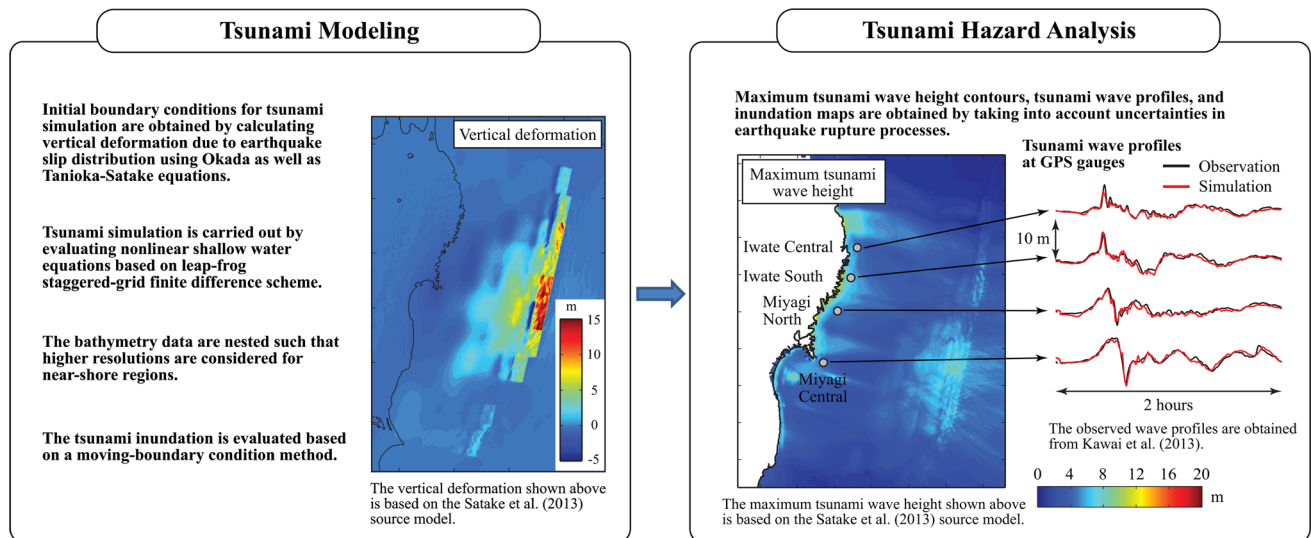 Tsunami Modeling
Initial boundary conditions for tsunami
simulation are obtained by calculating
vertical deformation due to earthquake
slip distribution using Okada as well as
Tanioka-Satake equations.
Tsunami simulation is carried out by
evaluating nonlinear shallow water
equations based on leap-frog
staggered-grid finite difference scheme.
The bathymetry data are nested such that
higher resolutions are considered for
near-shore regions.
The tsunami inundation is evaluated based
on a moving-boundary condition method.
Vertical deformation
m
15
10
5
0
-5
The vertical deformation shown above
is based on the Satake et al. (2013)
source model.
Tsunami Hazard Analysis
Maximum tsunami wave height contours, tsunami wave profiles, and
inundation maps are obtained by taking into account uncertainties in
earthquake rupture processes.
Maximum tsunami
wave height
Iwate Central
Iwate South
Miyagi
North
Miyagi
Central
The maximum tsunami wave height shown above
is based on the Satake et al. (2013) source model.
Tsunami wave profiles
at GPS gauges
Observation
Simulation
10 m
2 hours
The observed wave profiles are obtained
from Kawai et al. (2013).
0 4 8 12 16 20
m